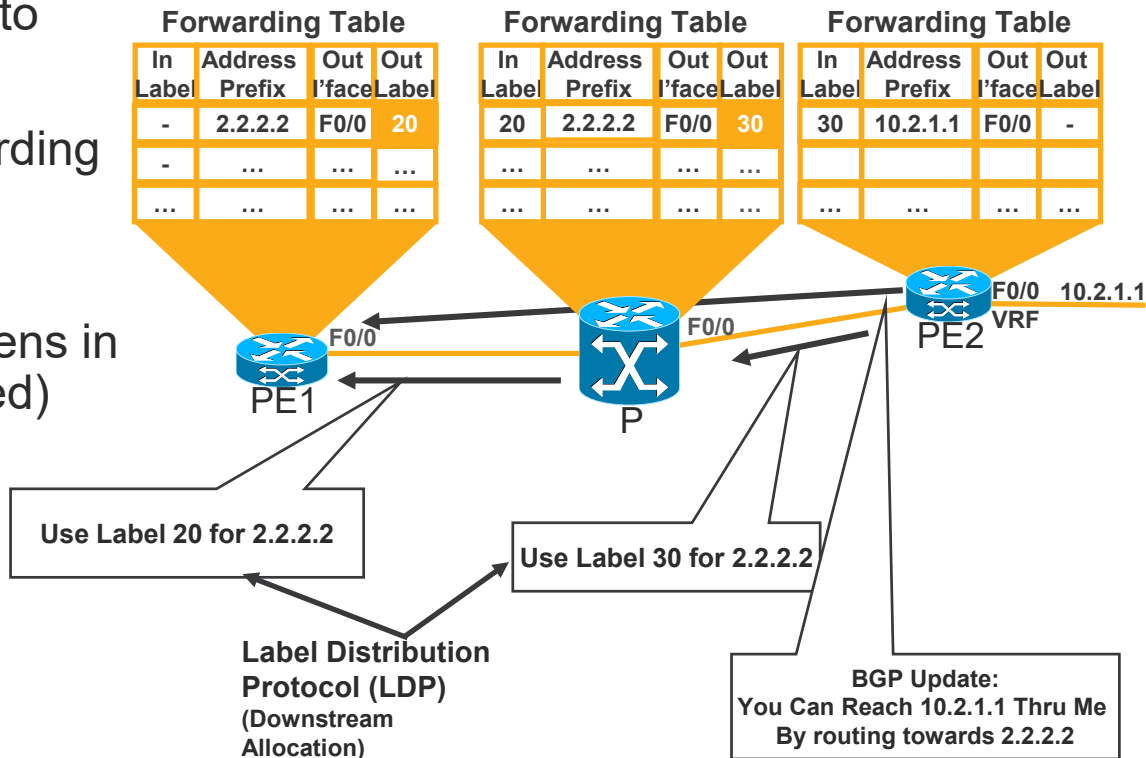 to
rding
ens in
ed)
Forwarding Table
In Label Address Prefix Out I'face Out Label
- 2.2.2.2 F0/0 20
- … … …
… … … …
Forwarding Table
In Label Address Prefix Out I'face Out Label
20 2.2.2.2 F0/0 30
… … … …
… … … …
Forwarding Table
In Label Address Prefix Out I'face Out Label
30 10.2.1.1 F0/0 -
… … … …
F0/0
PE1
F0/0
P
F0/0 10.2.1.1
VRF
PE2
Use Label 20 for 2.2.2.2
Use Label 30 for 2.2.2.2
Label Distribution
Protocol (LDP)
(Downstream
Allocation)
BGP Update:
You Can Reach 10.2.1.1 Thru Me
By routing towards 2.2.2.2